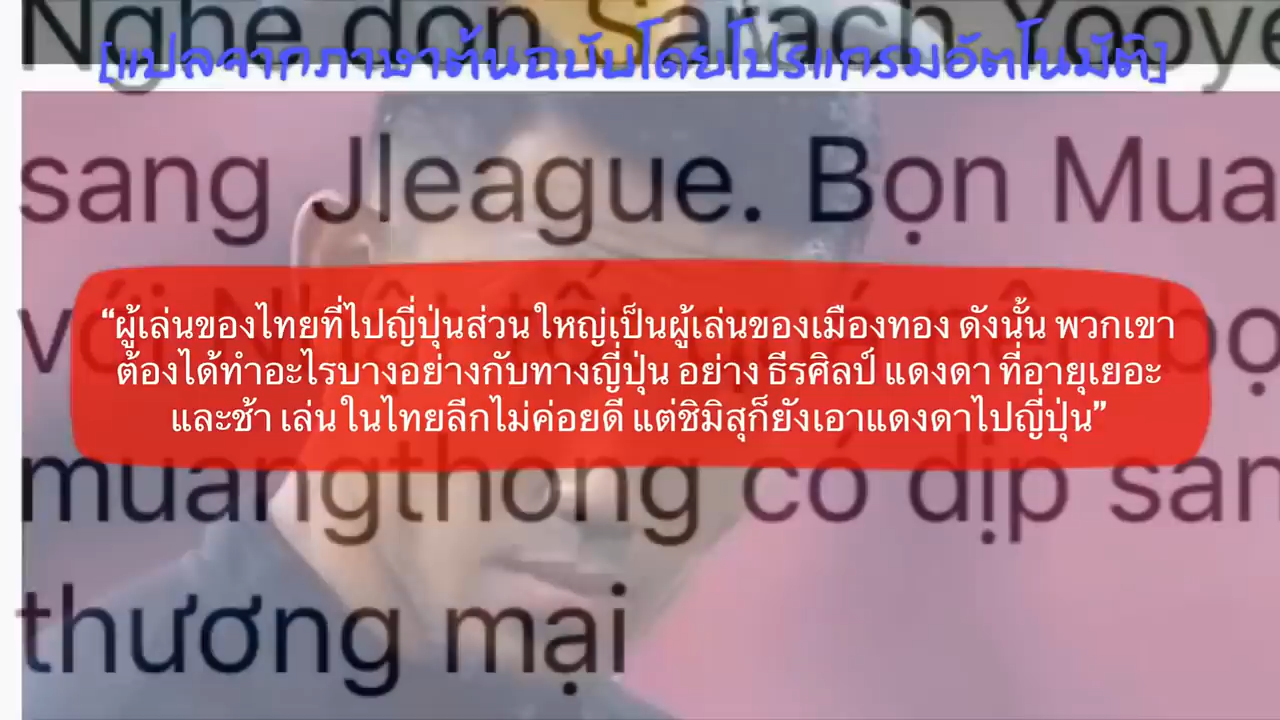 Nghe đồn Sarach Yooye
[แปลจากภาษาต้นฉบับโดยโปรแกรมอัตโนมัติ]
sang Jleague. Bọn Mua
“ผู้เล่นของไทยที่ไปญี่ปุ่นส่วนใหญ่เป็นผู้เล่นของเมืองทอง ดังนั้น พวกเขา
ต้องได้ทำอะไรบางอย่างกับทางญี่ปุ่น อย่าง ธีรศิลป์ แดงดา ที่อายุเยอะ
และช้า เล่นในไทยลีกไม่ค่อยดี แต่ชิมิสุก็ยังเอาแดงดาไปญี่ปุ่น”
với
muangthong có dịp san
thương mại